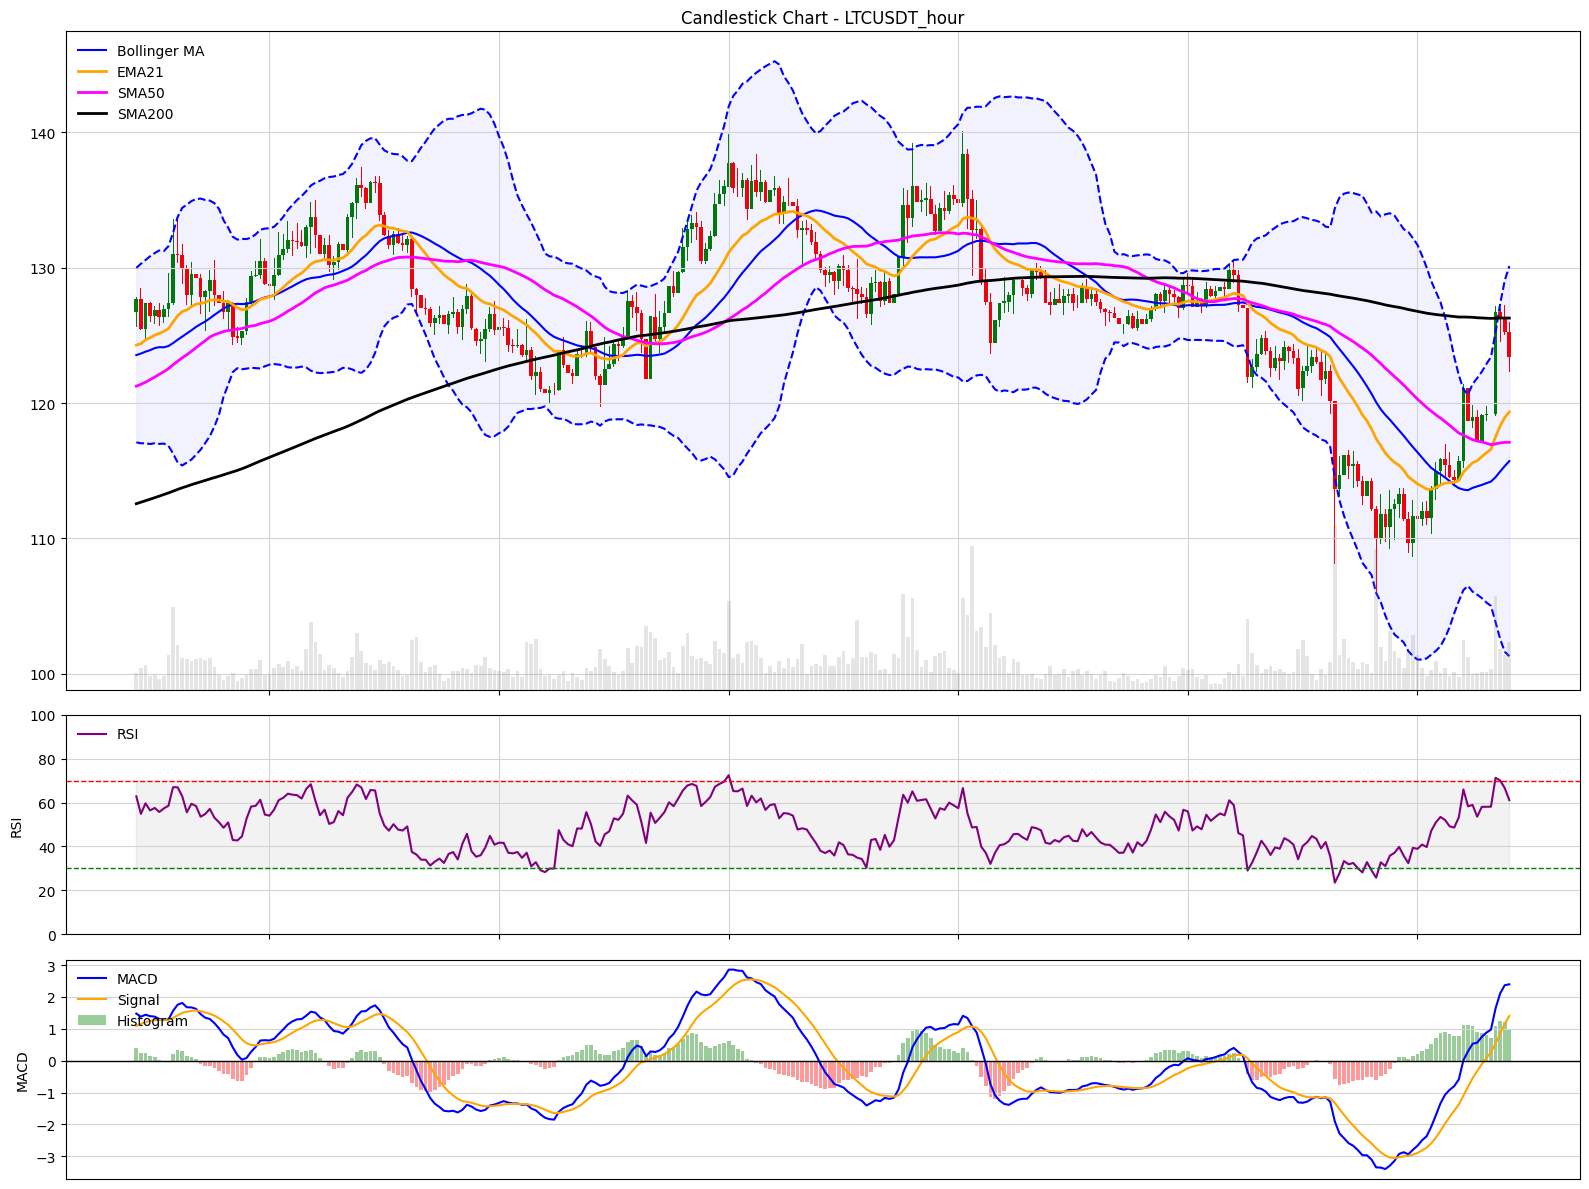 Candlestick Chart - LTCUSDT_hour
Bollinger MA
EMA21
SMA50
SMA200
140
130
120
110
100
RSI
100
80
60
40
20
0
RSI
MACD
Signal
Histogram
3
2
1
0
−1
−2
−3
MACD